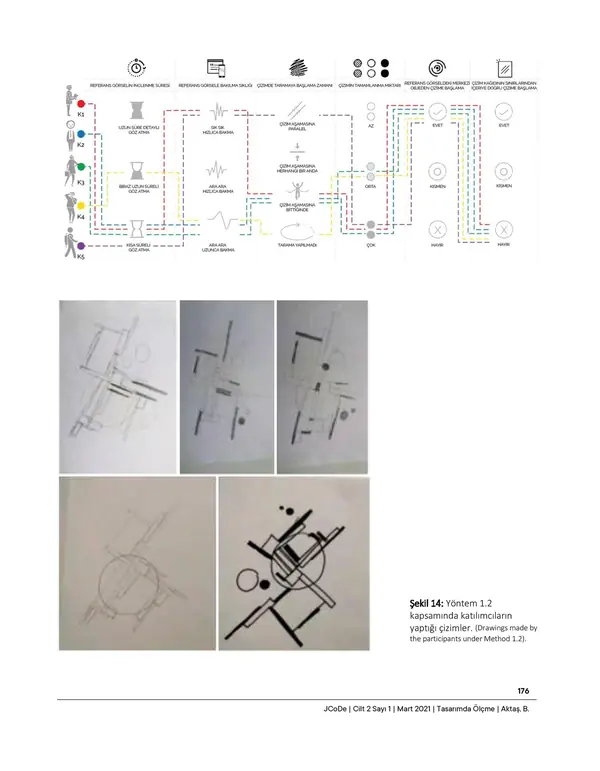 REFERANS GÖRSELİN İNCELENME SÜRESİ
REFERANS GÖRSELE BAKILMA SIKLIĞI
ÇİZİMDE TARAMAYA BAŞLAMA ZAMANI
ÇİZİMİN TAMAMLANMA MİKTARI
REFERANS GÖRSELDEKİ MERKEZİ
OBJEDEN ÇİZİME BAŞLAMA
ÇİZİM KAĞIDININ SINIRLARINDAN
İÇERİYE DOĞRU ÇİZİME BAŞLAMA
K1
K2
K3
K4
K5
UZUN SÜRE DETAYLI
GÖZ ATMA
BİRAZ UZUN SÜRELİ
GÖZ ATMA
KISA SÜRELİ
GÖZ ATMA
SIK SIK
HIZLICA BAKMA
ARA ARA
HIZLICA BAKMA
ARA ARA
UZUNCA BAKMA
ÇİZİM AŞAMASINA
PARALEL
ÇİZİM AŞAMASINA
HERHANGİ BİR ANDA
ÇİZİM AŞAMASINA
BİTTİĞİNDE
TARAMA YAPILMADI
AZ
ORTA
ÇOK
EVET
KISMEN
HAYIR
EVET
KISMEN
HAYIR
Şekil 14: Yöntem 1.2
kapsamında katılımcıların
yaptığı çizimler. (Drawings made by
the participants under Method 1.2).
176
JCoDe | Cilt 2 Sayı 1 | Mart 2021 | Tasarımda Ölçme | Aktaş, B.